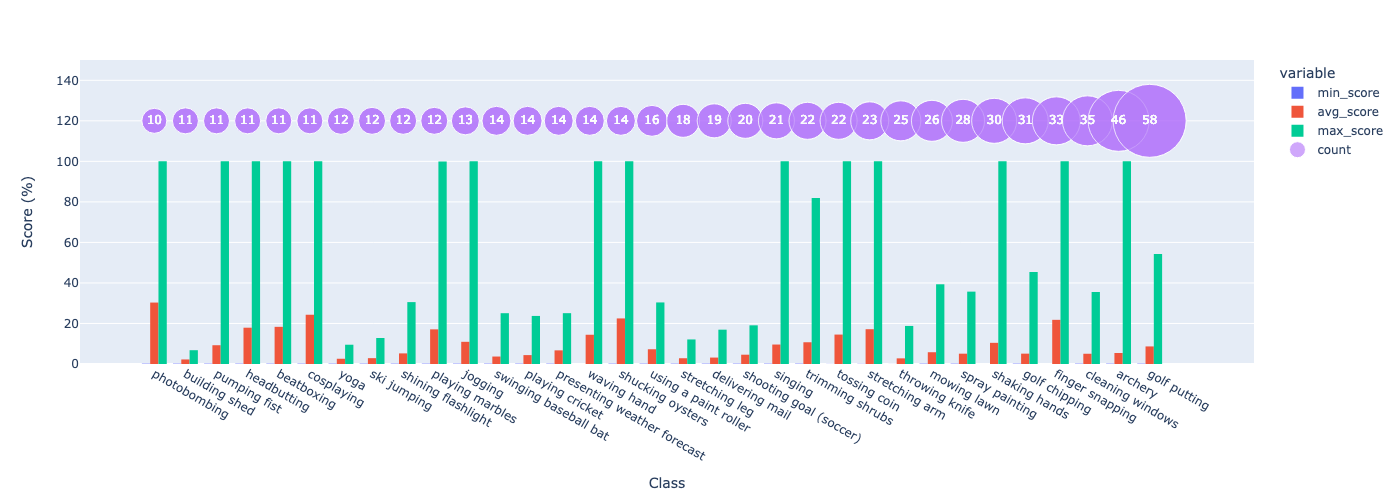 variable
min_score
avg_score
max_score
count
Score (%)
140
120
100
80
60
40
20
0
10 11 11 11 11 11 12 12 12 12 13 14 14 14 14 14 16 18 19 20 21 22 22 23 25 26 28 30 31 33 35 46 58
photobombing
building shed
pumping fist
headbutting
beatboxing
cosplaying
yoga
ski jumping
shining flashlight
playing marbles
jogging
swinging baseball bat
playing cricket
presenting weather forecast
waving hand
shucking oysters
using a paint roller
stretching leg
delivering mail
shooting goal (soccer)
singing
trimming shrubs
tossing coin
stretching arm
throwing knife
mowing lawn
spray painting
shaking hands
golf chipping
finger snapping
cleaning windows
archery
golf putting
Class